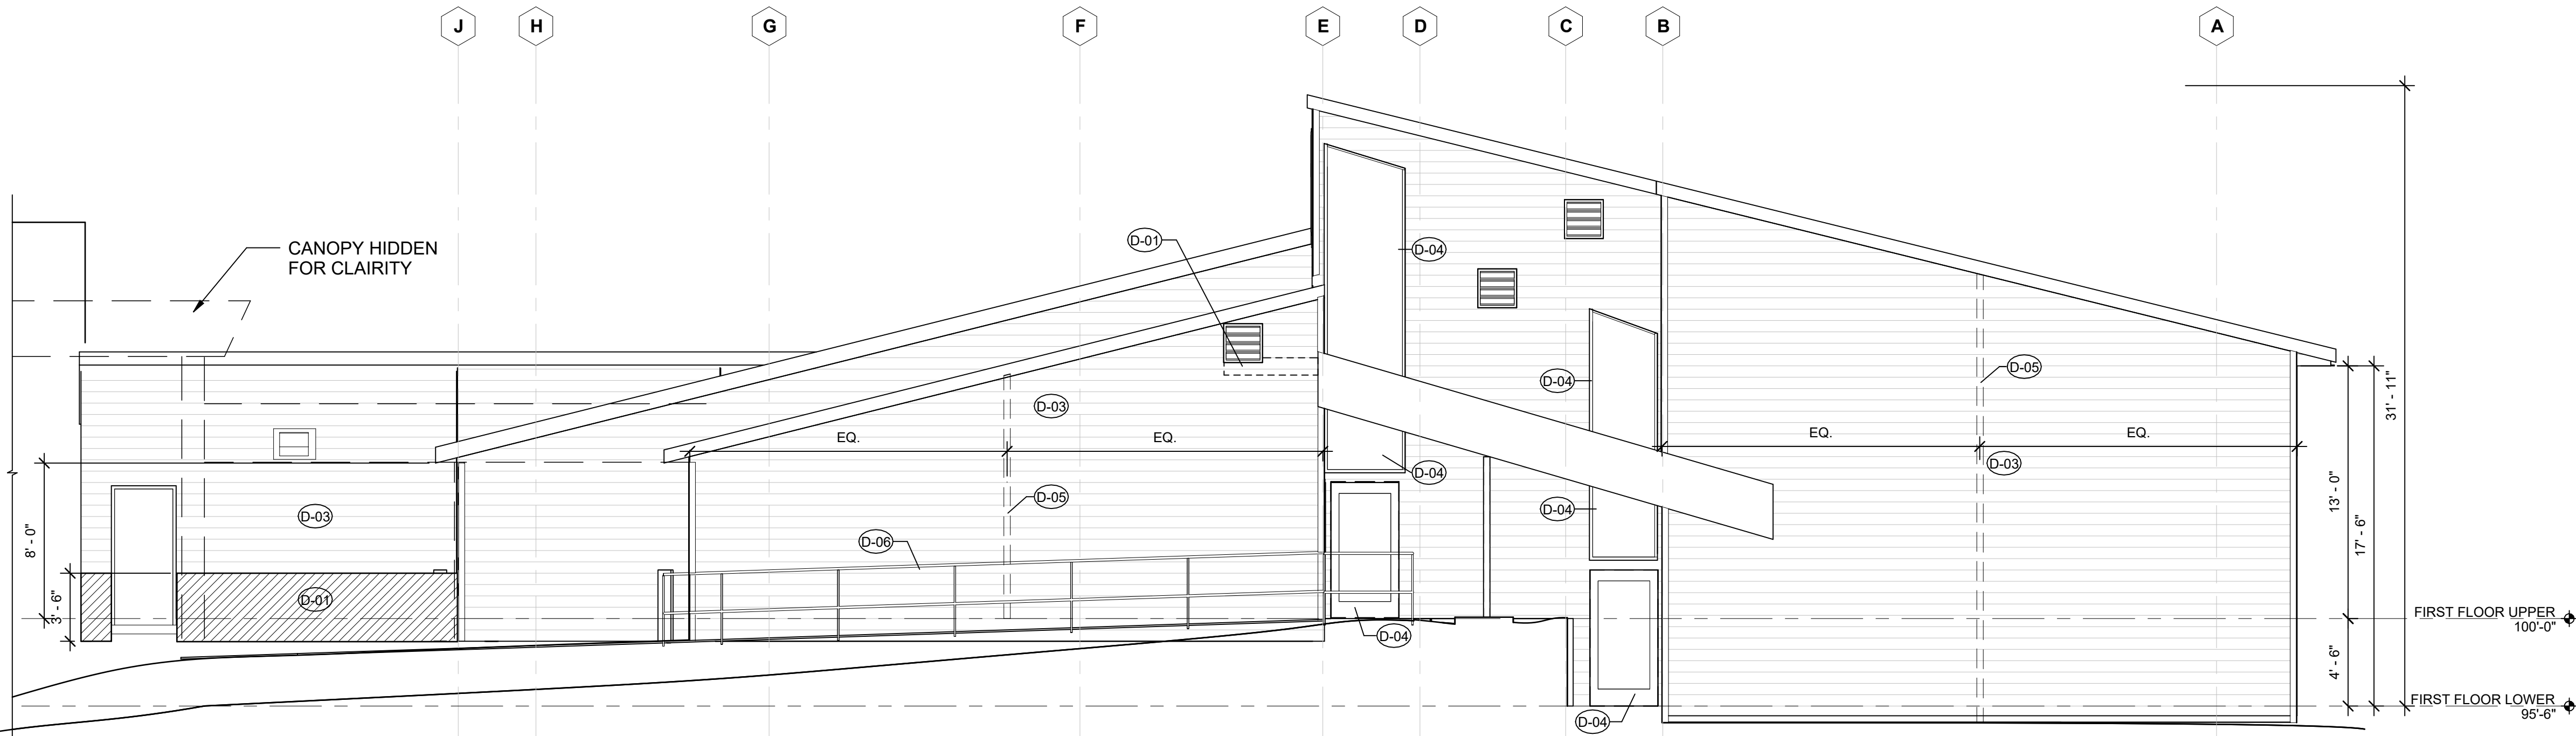 J
H
G
F
E
D
C
B
A
CANOPY HIDDEN
FOR CLAIRITY
D-01
D-04
D-04
D-05
D-03
EQ.
EQ.
EQ.
EQ.
D-03
D-04
D-05
D-04
D-03
D-06
D-01
D-04
D-04
8' - 0"
3' - 6"
31' - 11"
13' - 0"
17' - 6"
4' - 6"
FIRST FLOOR UPPER
100'-0"
FIRST FLOOR LOWER
95'-6"